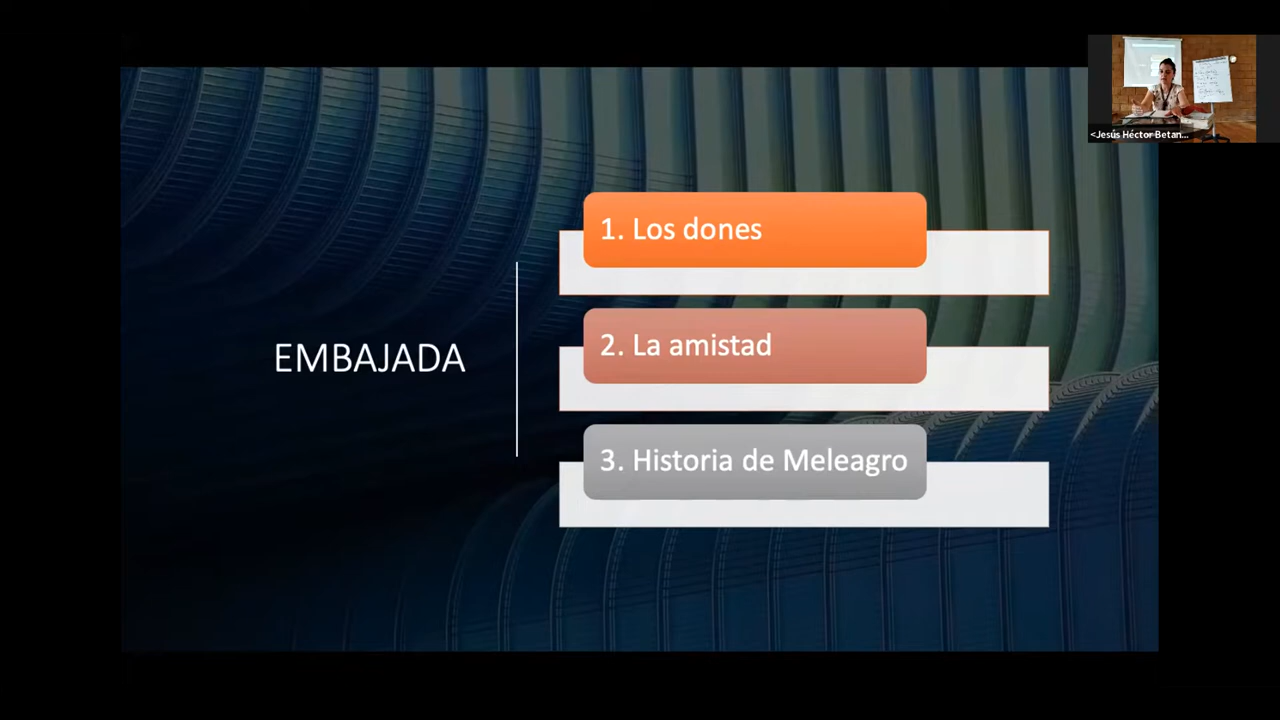 <Jesús Héctor Betan...
1. Los dones
EMBAJADA
2. La amistad
3. Historia de Meleagro